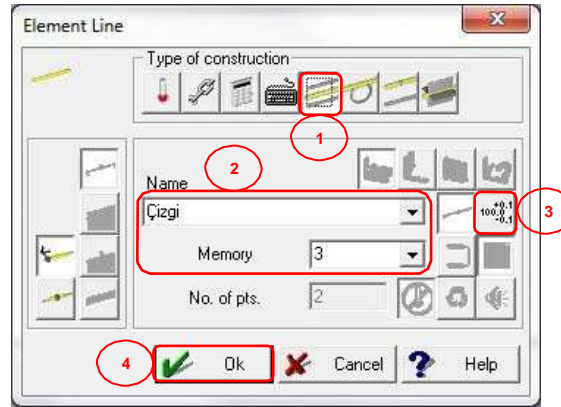 Element Line
Type of construction
1
2
Name
Çizgi
+0.1
100.0
-0.1
3
Memory 3
No. of pts. 2
4
Ok Cancel ? Help